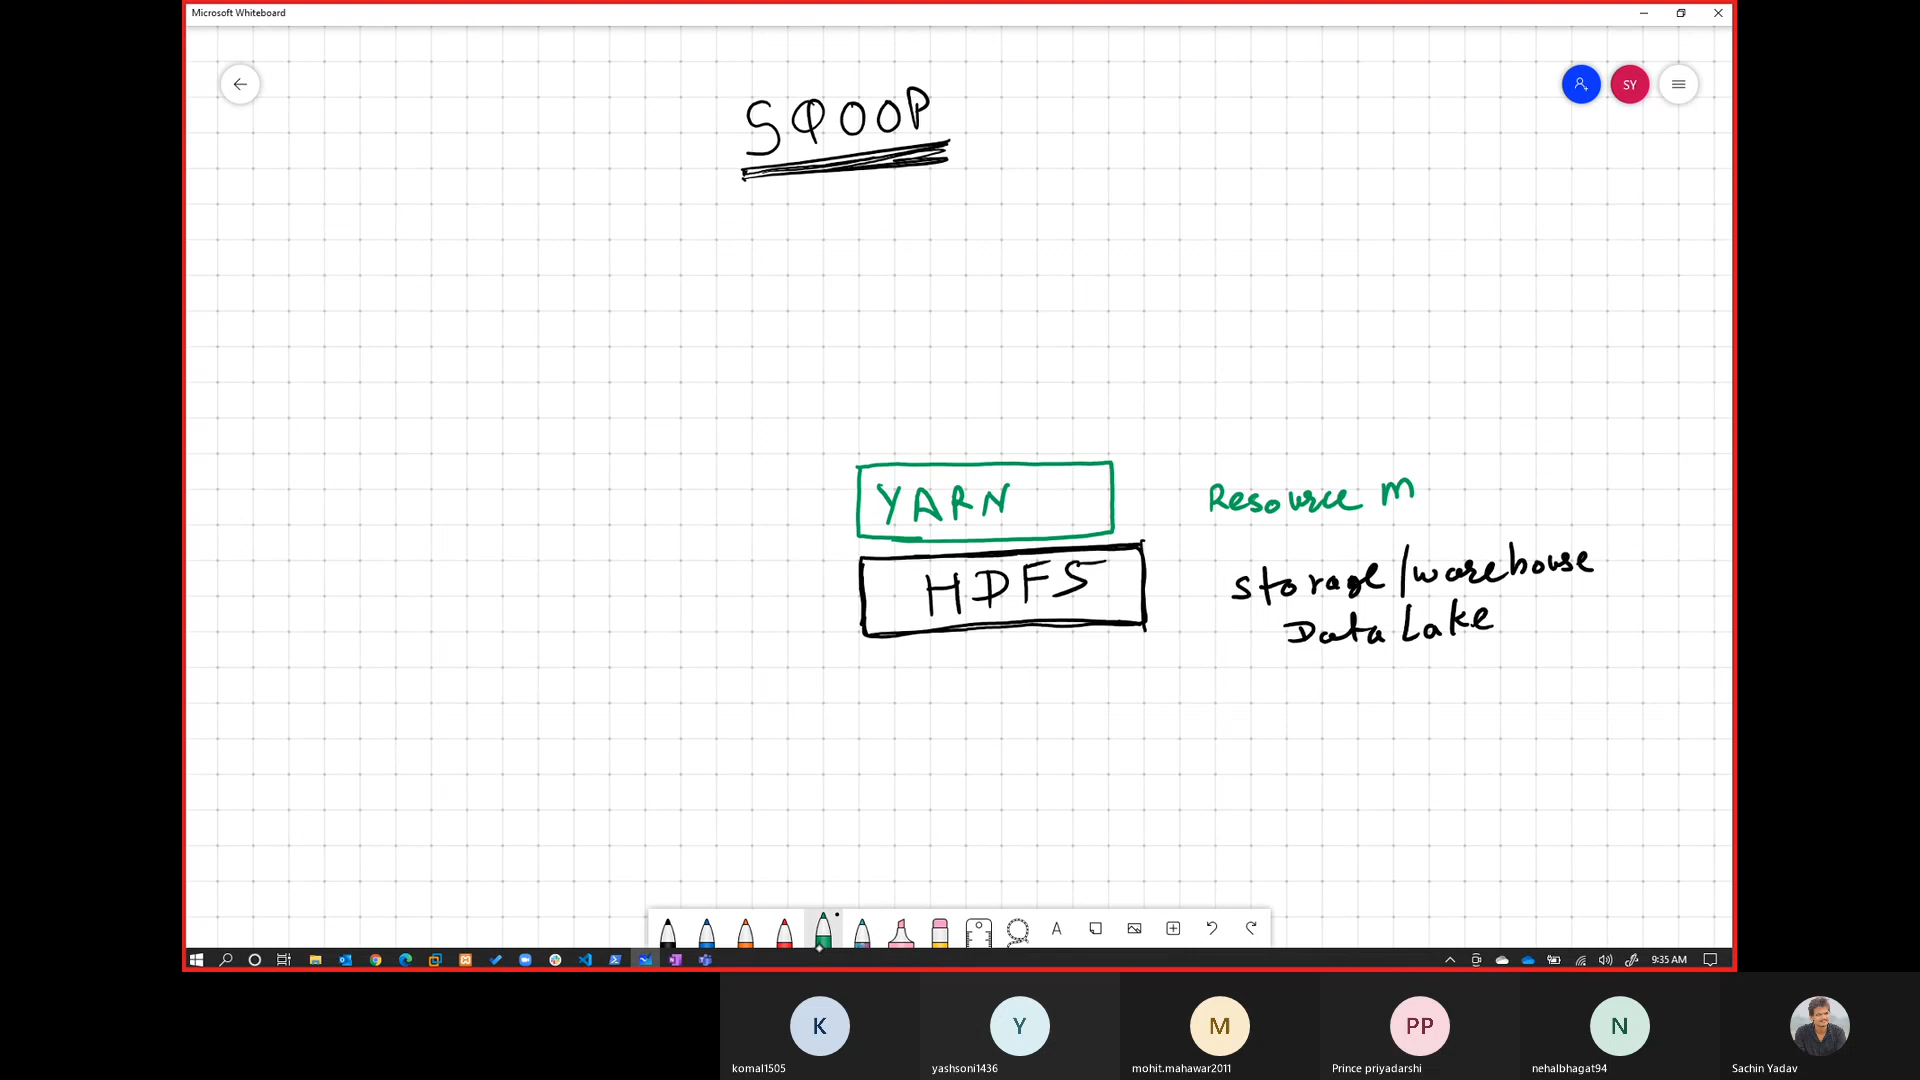 Microsoft Whiteboard
SY
SQOOP
YARN
Resource M
HDFS
Storage/warehouse
Data Lake
A
9:35 AM
K
Y
M
PP
N
komal1505
yashsoni1436
mohit.mahawar2011
Prince priyadarshi
nehalbhagat94
Sachin Yadav